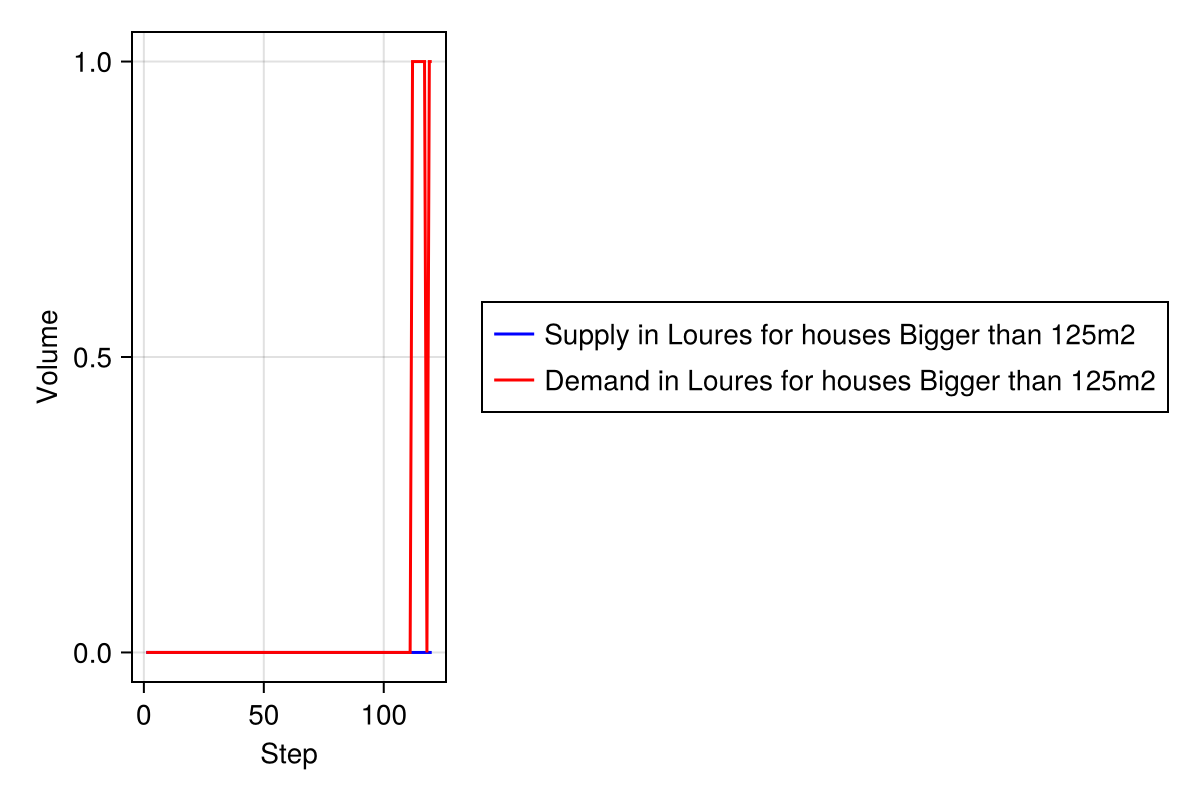 1.0
0.5
0.0
Volume
0
50
100
Step
Supply in Loures for houses Bigger than 125m2
Demand in Loures for houses Bigger than 125m2